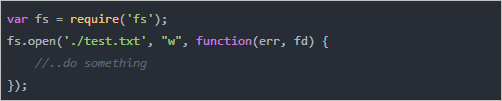 var fs = require('fs');
fs.open('./test.txt', "w", function(err, fd) {
    //..do something
});